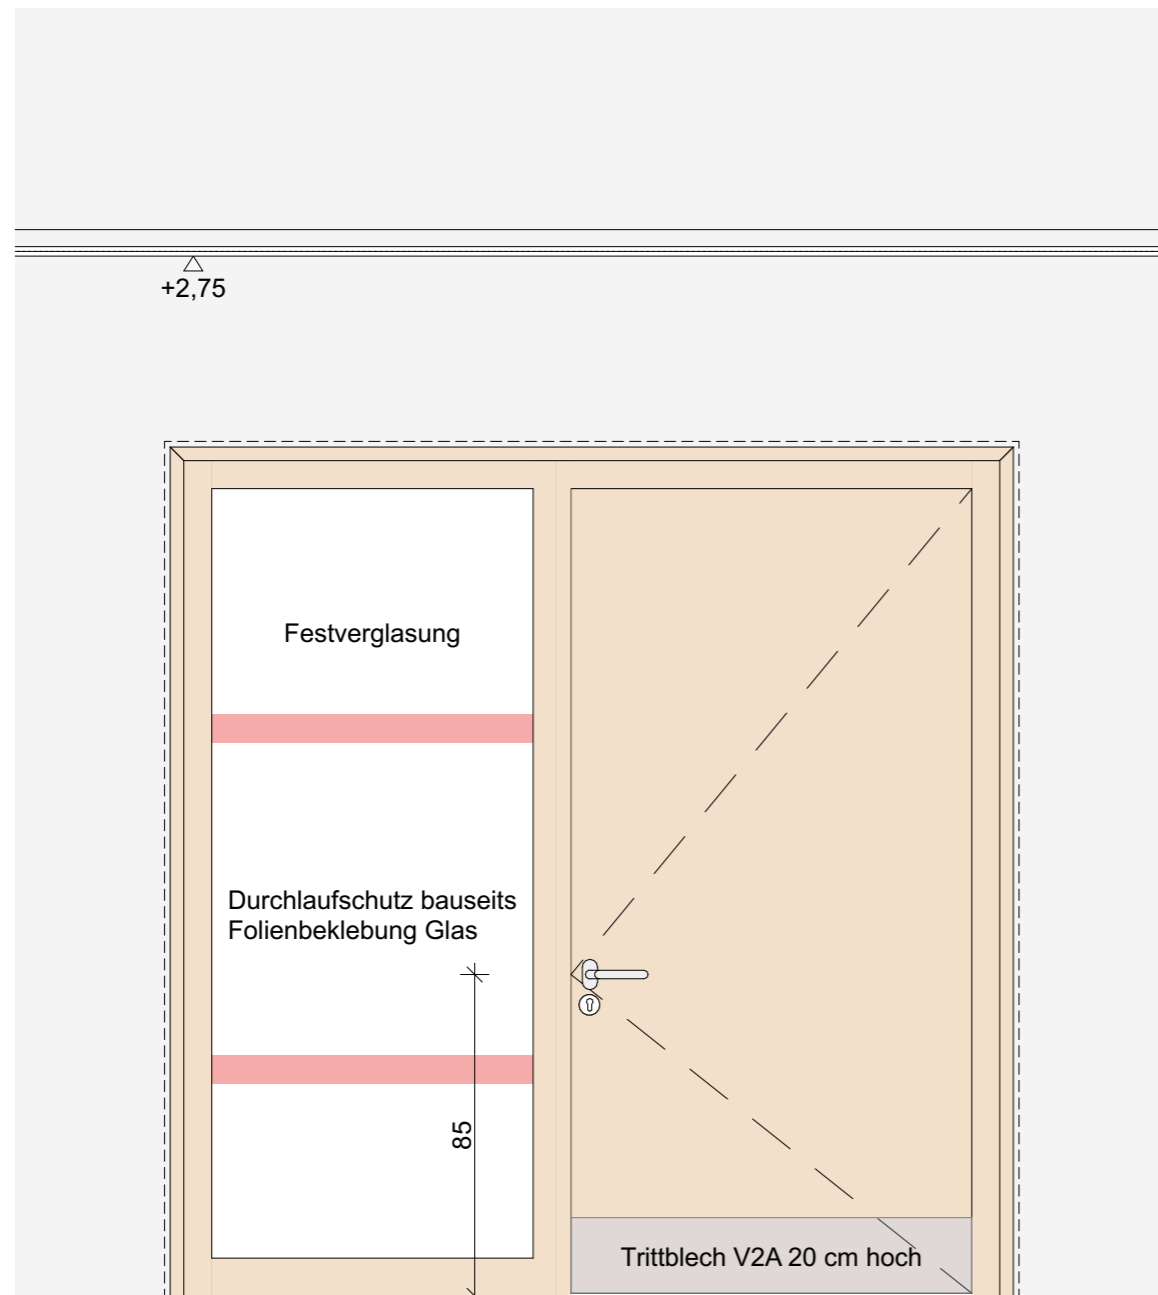 +2,75
Festverglasung
Durchlaufschutz bauseits
Folienbeklebung Glas
85
Trittblech V2A 20 cm hoch